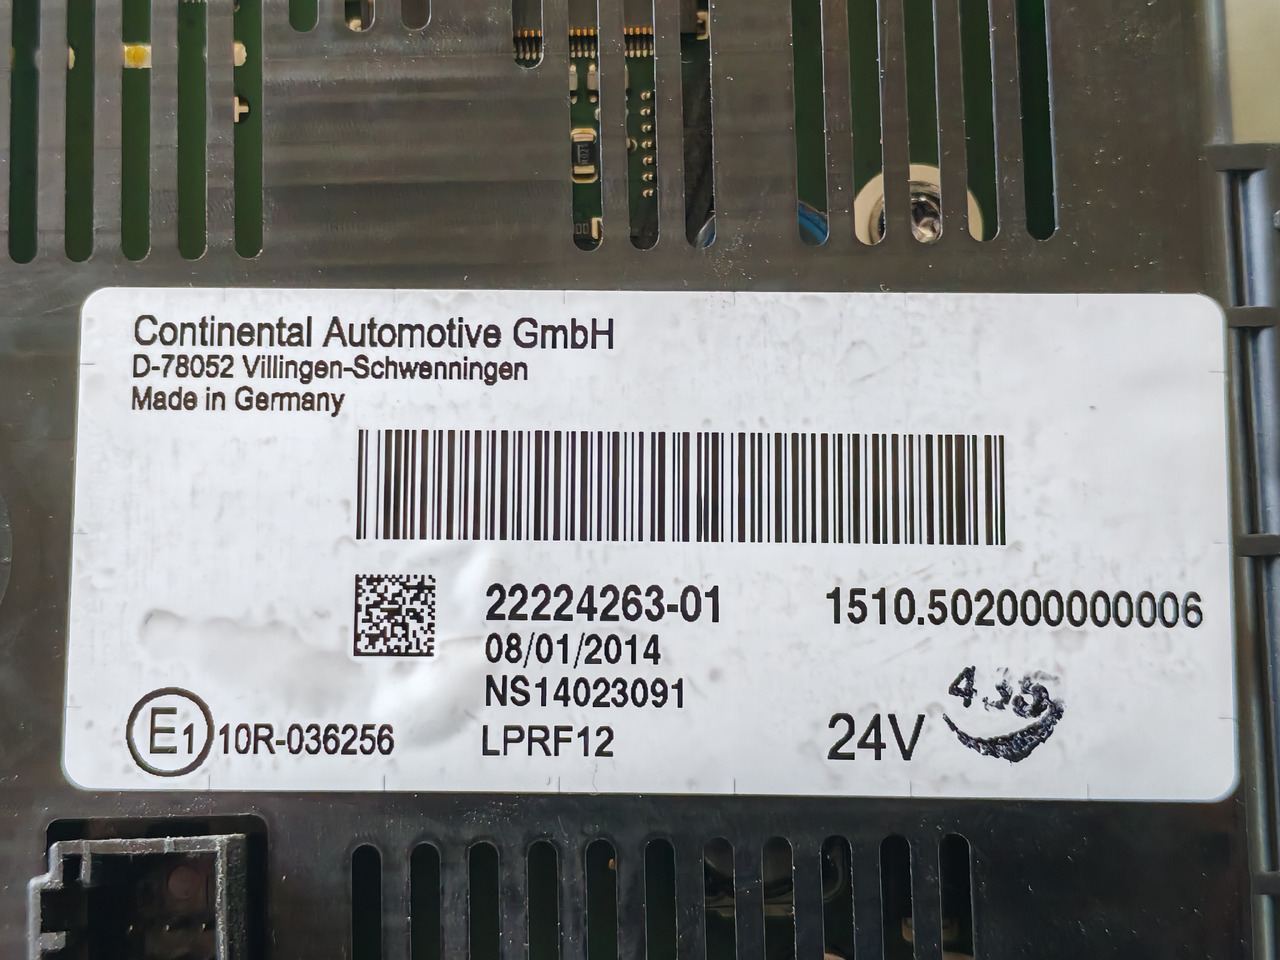 Continental Automotive GmbH
D-78052 Villingen-Schwenningen
Made in Germany
22224263-01 1510.502000000006
08/01/2014
NS14023091
E1 10R-036256 LPRF12 24V